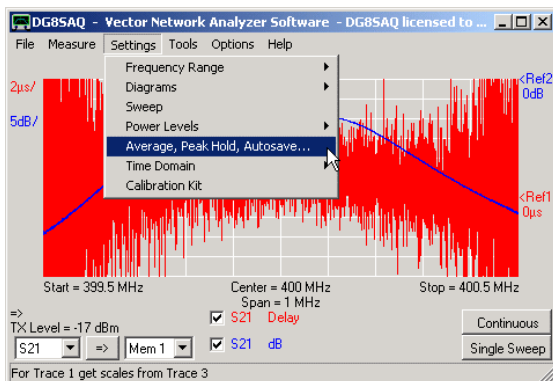 DG8SAQ - Vector Network Analyzer Software - DG8SAQ licensed to ...
File Measure Settings Tools Options Help
Frequency Range
Diagrams
Sweep
Power Levels
Average, Peak Hold, Autosave...
Time Domain
Calibration Kit
2µs/
5dB/
<Ref2
0dB
<Ref1
0µs
Start = 399.5 MHz
Center = 400 MHz
Span = 1 MHz
Stop = 400.5 MHz
=>
TX Level = -17 dBm
S21 Delay
Continuous
S21 => Mem 1
S21 dB
Single Sweep
For Trace 1 get scales from Trace 3